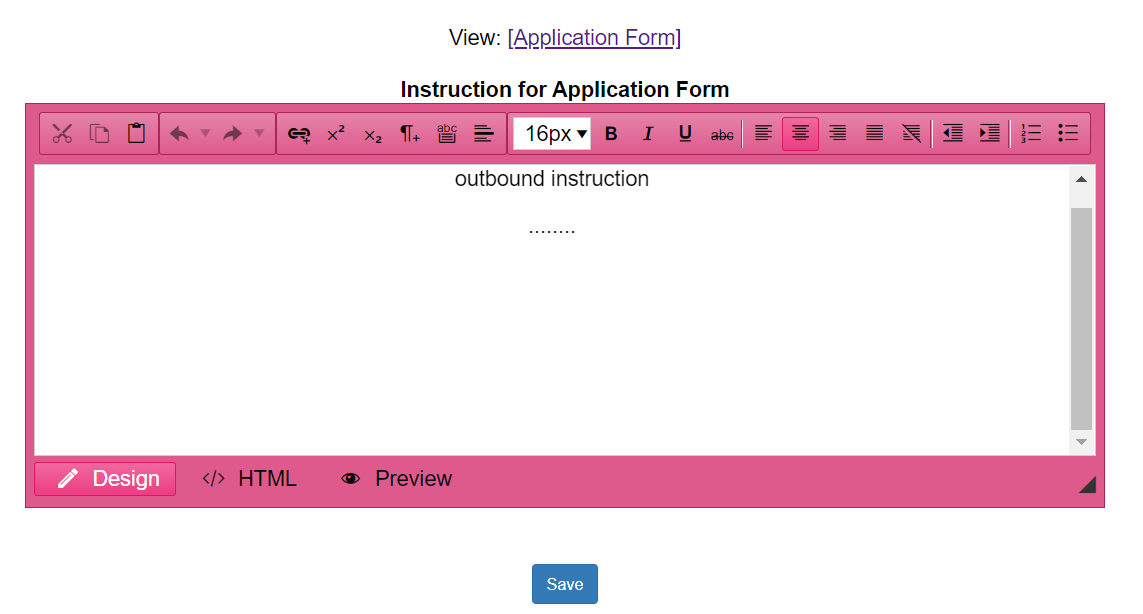 View: [Application Form]
Instruction for Application Form
16px B I U abc
outbound instruction
........
Design </> HTML Preview
Save